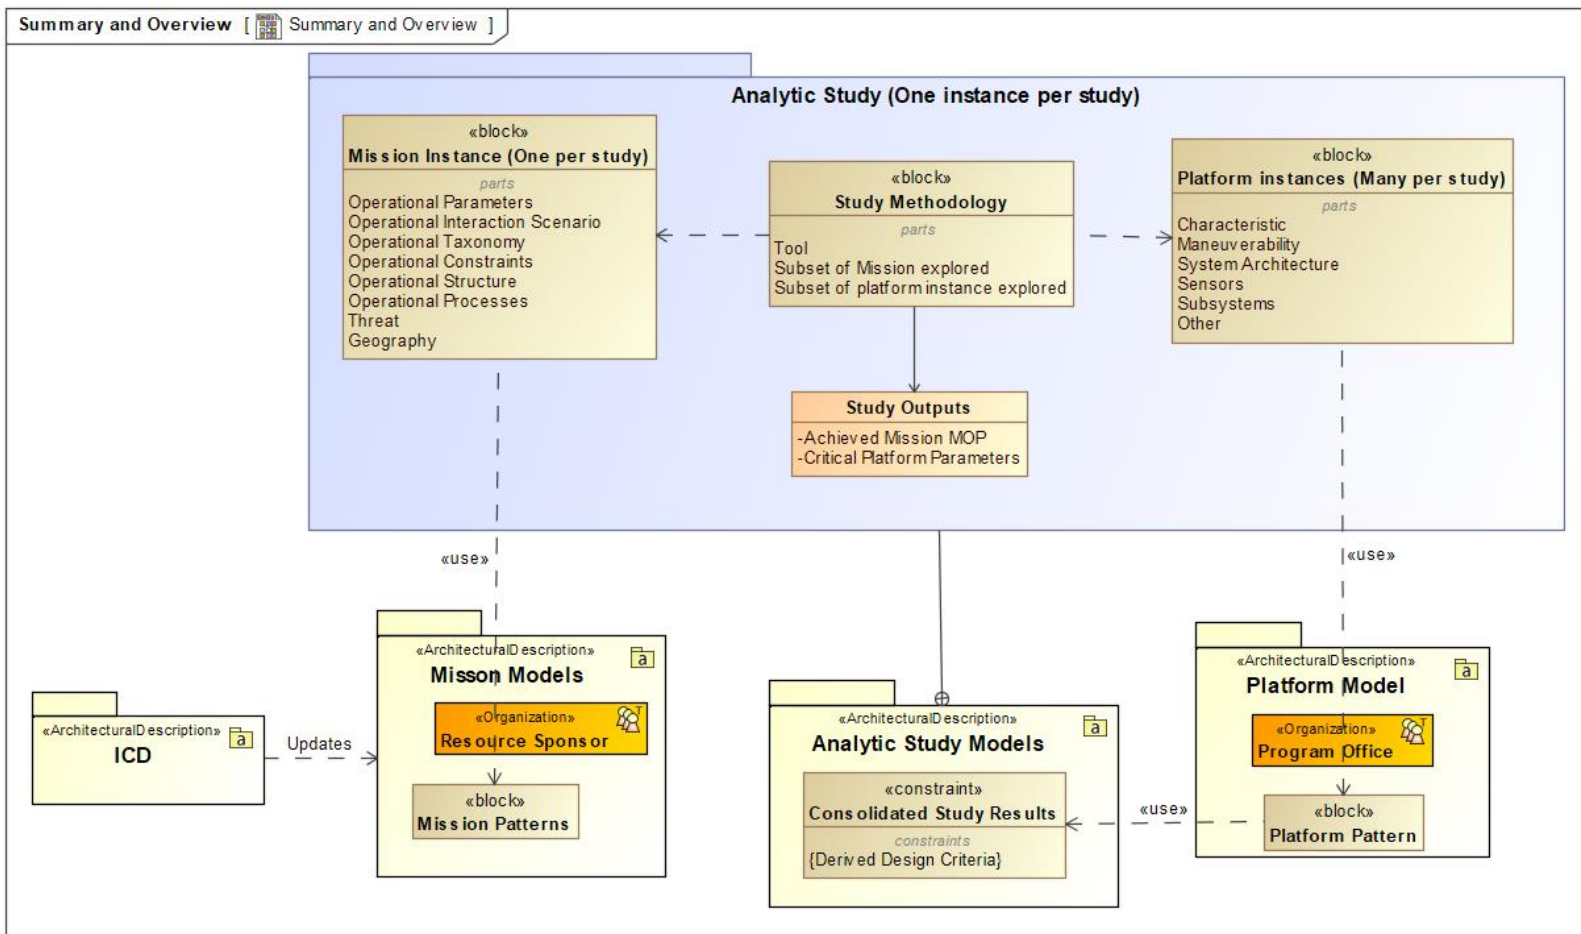 Summary and Overview [ Summary and Overview ]
Analytic Study (One instance per study)
«block»
Mission Instance (One per study)
parts
Operational Parameters
Operational Interaction Scenario
Operational Taxonomy
Operational Constraints
Operational Structure
Operational Processes
Threat
Geography
«block»
Study Methodology
parts
Tool
Subset of Mission explored
Subset of platform instance explored
«block»
Platform instances (Many per study)
parts
Characteristic
Maneuverability
System Architecture
Sensors
Subsystems
Other
Study Outputs
-Achieved Mission MOP
-Critical Platform Parameters
«use»
«use»
«ArchitecturalDescription»
a
ICD
Updates
«ArchitecturalDescription»
a
Misson Models
«Organization»
T
Resource Sponsor
«block»
Mission Patterns
«ArchitecturalDescription»
a
Analytic Study Models
«constraint»
Consolidated Study Results
constraints
{Derived Design Criteria}
«use»
«ArchitecturalDescription»
a
Platform Model
«Organization»
T
Program Office
«block»
Platform Pattern